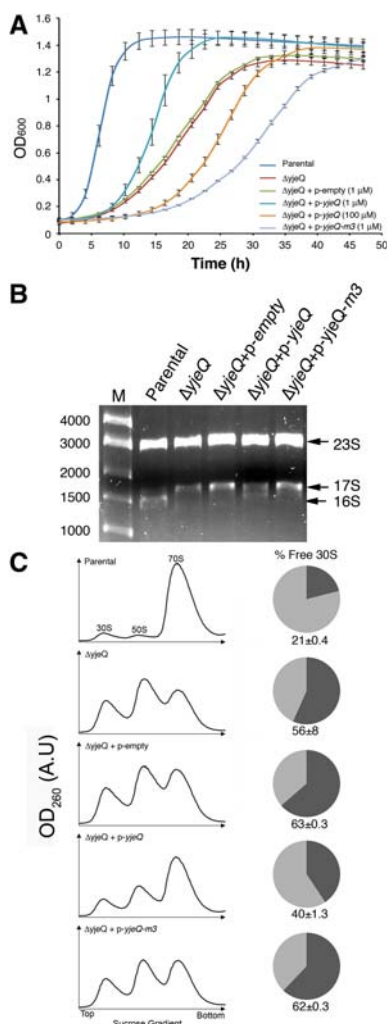 A
1.6
1.4
1.2
1
0.8
0.6
0.4
0.2
0
OD600
0 5 10 15 20 25 30 35 40 45 50
Time (h)
Parental
ΔyjeQ
ΔyjeQ + p-empty (1 μM)
ΔyjeQ + p-yjeQ (1 μM)
ΔyjeQ + p-yjeQ (100 μM)
ΔyjeQ + p-yjeQ-m3 (1 μM)
B
M Parental ΔyjeQ ΔyjeQ+p-empty ΔyjeQ+p-yjeQ ΔyjeQ+p-yjeQ-m3
4000
3000
2000
1500
1000
23S
17S
16S
C
% Free 30S
OD260 (A.U)
Parental
30S 50S 70S
21±0.4
ΔyjeQ
56±8
ΔyjeQ + p-empty
63±0.3
ΔyjeQ + p-yjeQ
40±1.3
ΔyjeQ + p-yjeQ-m3
62±0.3
Top Bottom
Sucrose Gradient